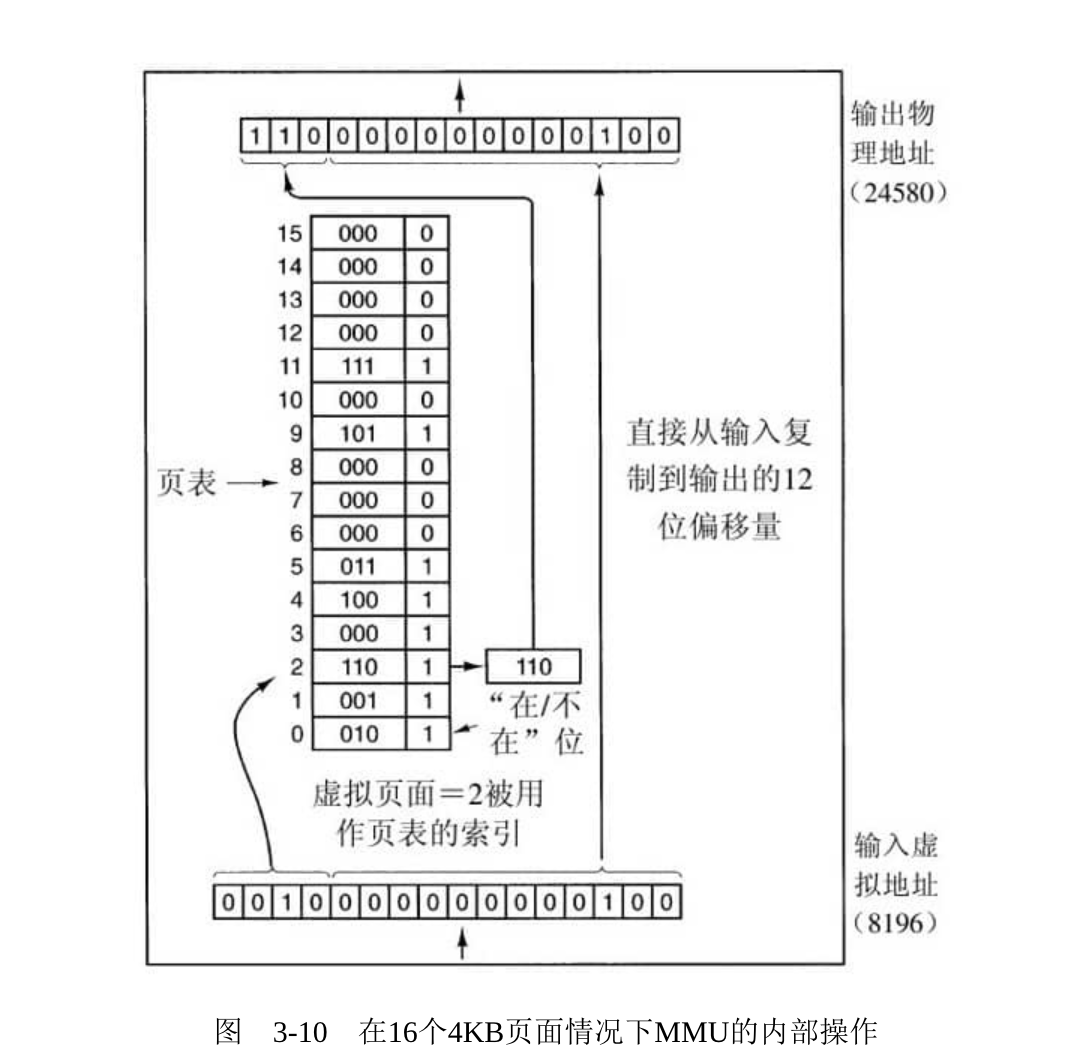 1 1 0 0 0 0 0 0 0 0 0 0 1 0 0
输出物
理地址
（24580）
15 000 0
14 000 0
13 000 0
12 000 0
11 111 1
10 000 0
9 101 1
8 000 0
7 000 0
6 000 0
5 011 1
4 100 1
3 000 1
2 110 1
1 001 1
0 010 1
页表
110
“在/不
在”位
直接从输入复
制到输出的12
位偏移量
虚拟页面＝2被用
作页表的索引
0 0 1 0 0 0 0 0 0 0 0 0 0 1 0 0
输入虚
拟地址
（8196）
图 3-10 在16个4KB页面情况下MMU的内部操作